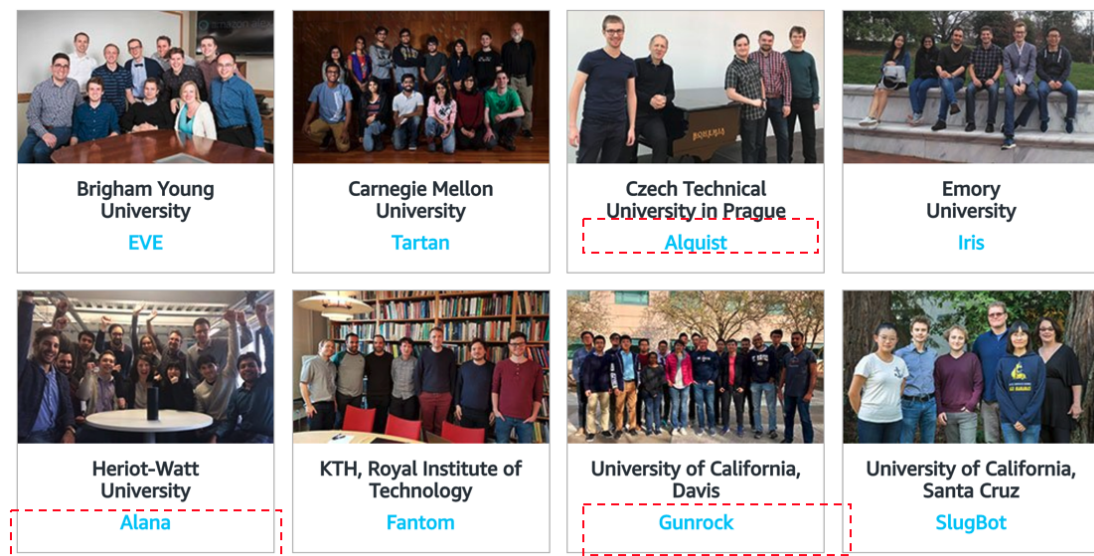 Brigham Young
University
EVE
Carnegie Mellon
University
Tartan
Czech Technical
University in Prague
Alquist
Emory
University
Iris
Heriot-Watt
University
Alana
KTH, Royal Institute of
Technology
Fantom
University of California,
Davis
Gunrock
University of California,
Santa Cruz
SlugBot